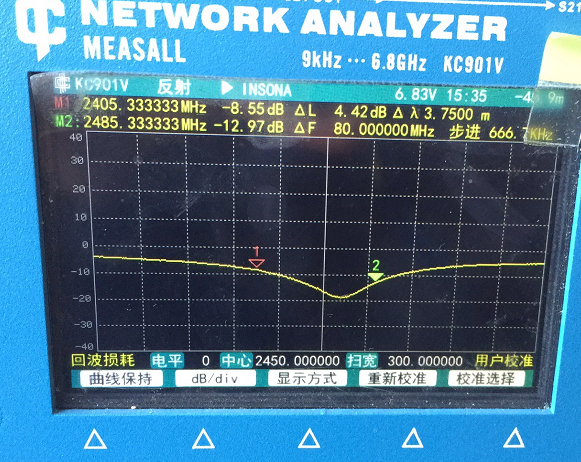 S21
NETWORK ANALYZER
MEASALL 9kHz ··· 6.8GHz KC901V
KC901V 反射 ▶ INSONA 6.83V 15:35
M1: 2405.333333MHz -8.55dB ΔL 4.42dB Δλ3.7500 m
M2: 2485.333333MHz -12.97dB ΔF 80.000000MHz 步进 666.7KHz
40
30
20
10
0
1
2
-10
-20
-30
-40
回波损耗 电平 0 中心 2450.000000 扫宽 300.000000 用户校准
曲线保持 dB/div 显示方式 重新校准 校准选择